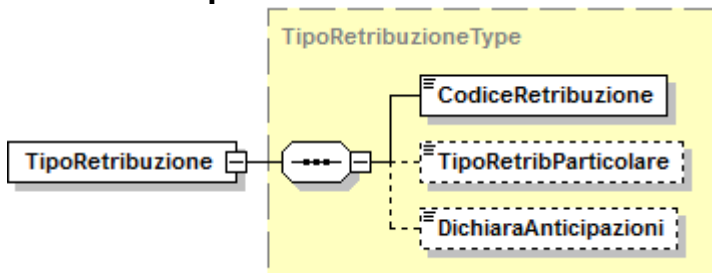 TipoRetribuzioneType
CodiceRetribuzione
TipoRetribuzione
TipoRetribParticolare
DichiaraAnticipazioni